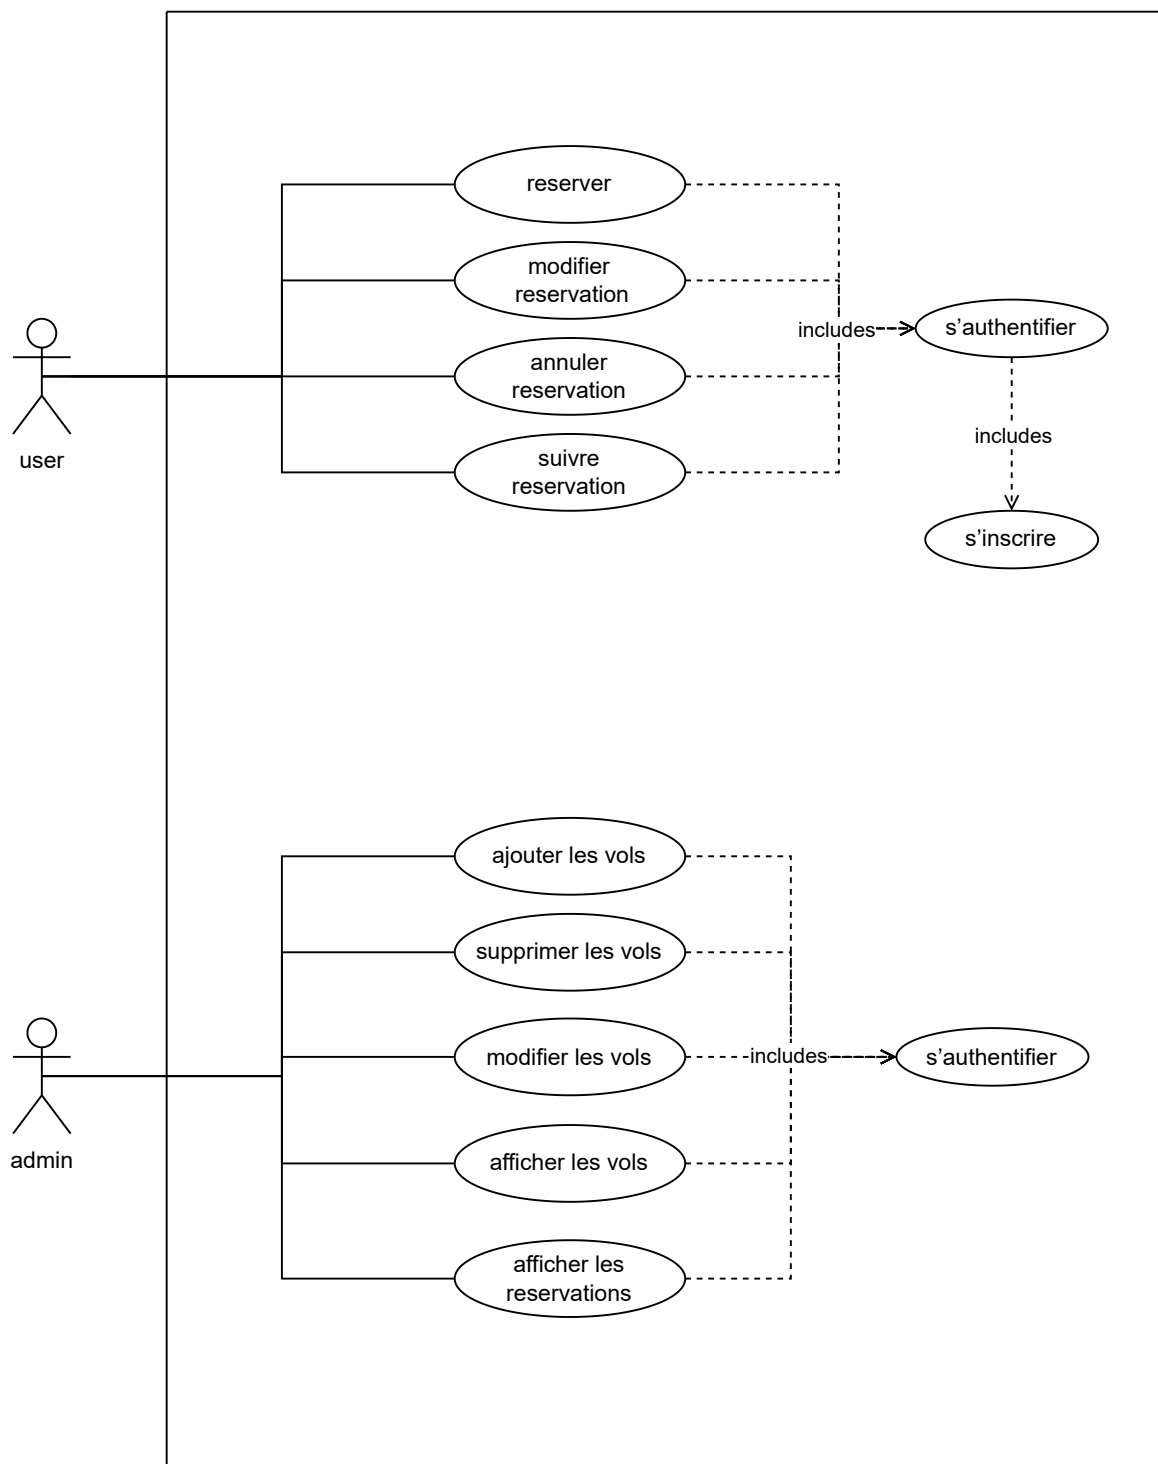 reserver
modifier
reservation
includes
s’authentifier
annuler
reservation
includes
user
suivre
reservation
s’inscrire
ajouter les vols
supprimer les vols
modifier les vols
includes
s’authentifier
admin
afficher les vols
afficher les
reservations